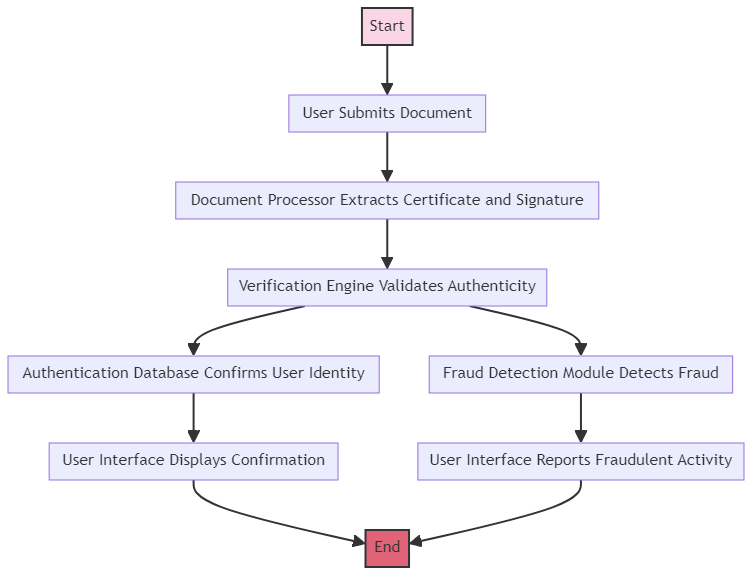 Start
User Submits Document
Document Processor Extracts Certificate and Signature
Verification Engine Validates Authenticity
Authentication Database Confirms User Identity
Fraud Detection Module Detects Fraud
User Interface Displays Confirmation
User Interface Reports Fraudulent Activity
End